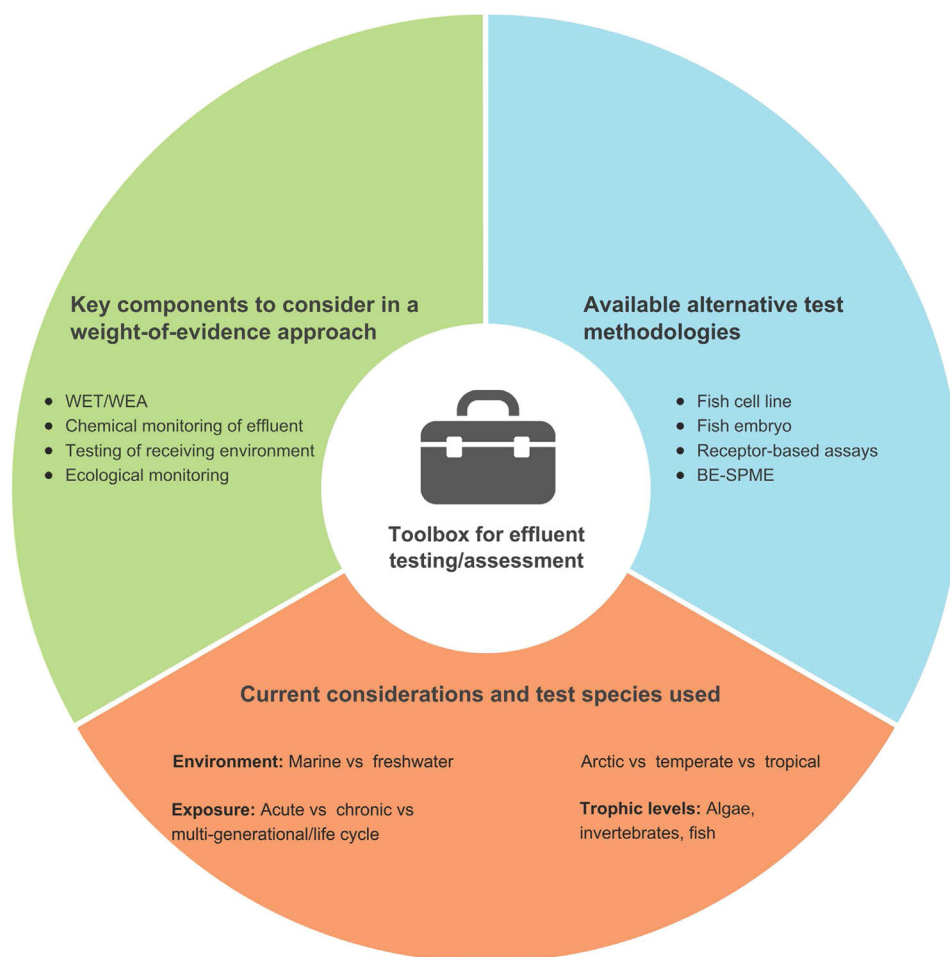 Key components to consider in a
weight-of-evidence approach
● WET/WEA
● Chemical monitoring of effluent
● Testing of receiving environment
● Ecological monitoring
Available alternative test
methodologies
● Fish cell line
● Fish embryo
● Receptor-based assays
● BE-SPME
Toolbox for effluent
testing/assessment
Current considerations and test species used
Environment: Marine vs freshwater
Arctic vs temperate vs tropical
Exposure: Acute vs chronic vs
multi-generational/life cycle
Trophic levels: Algae,
invertebrates, fish